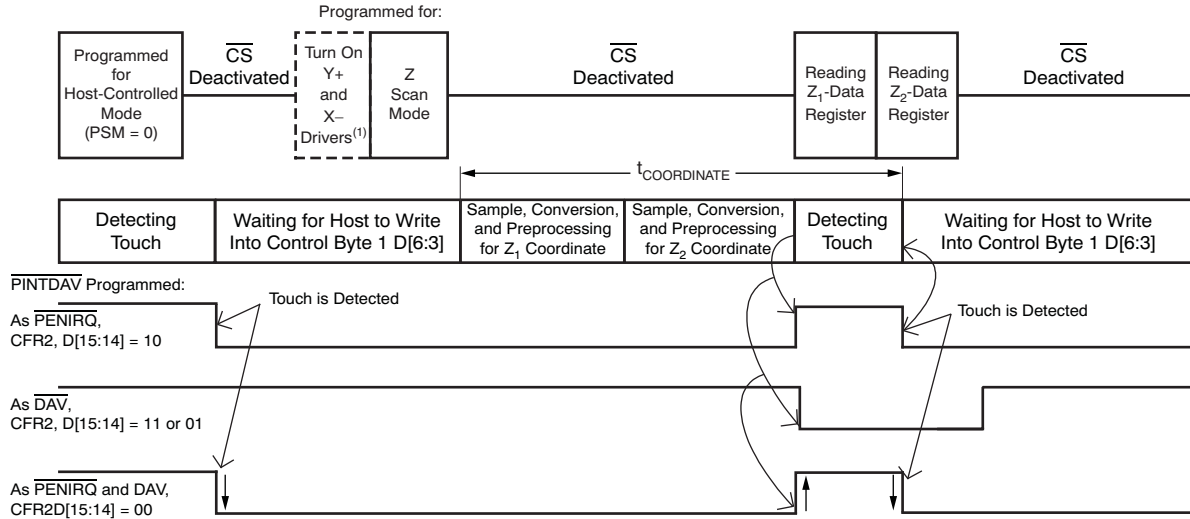 Programmed for:
Programmed
for
Host-Controlled
Mode
(PSM = 0)
CS
Deactivated
Turn On
Y+
and
X–
Drivers(1)
Z
Scan
Mode
CS
Deactivated
Reading
Z1-Data
Register
Reading
Z2-Data
Register
CS
Deactivated
tCOORDINATE
Detecting
Touch
Waiting for Host to Write
Into Control Byte 1 D[6:3]
Sample, Conversion,
and Preprocessing
for Z1 Coordinate
Sample, Conversion,
and Preprocessing
for Z2 Coordinate
Detecting
Touch
Waiting for Host to Write
Into Control Byte 1 D[6:3]
PINTDAV Programmed:
Touch is Detected
Touch is Detected
As PENIRQ,
CFR2, D[15:14] = 10
As DAV,
CFR2, D[15:14] = 11 or 01
As PENIRQ and DAV,
CFR2D[15:14] = 00